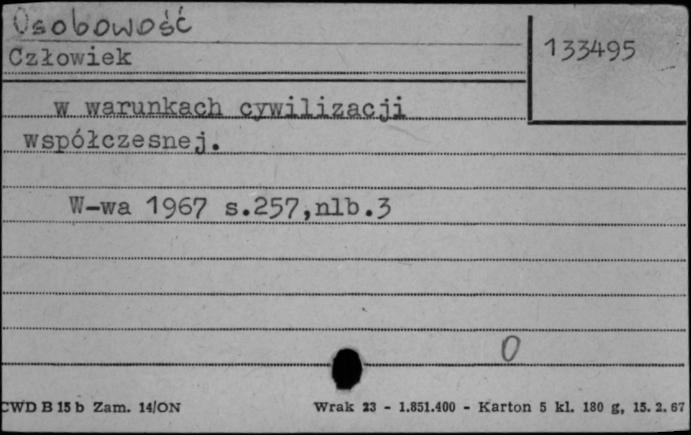 Osobowość
Człowiek
133495
w warunkach cywilizacji
współczesnej.
W-wa 1967 s.257,nlb.3
O
CWD B 15 b Zam. 14/ON
Wrak 23 - 1.851.400 - Karton 5 kl. 180 g, 15. 2. 67